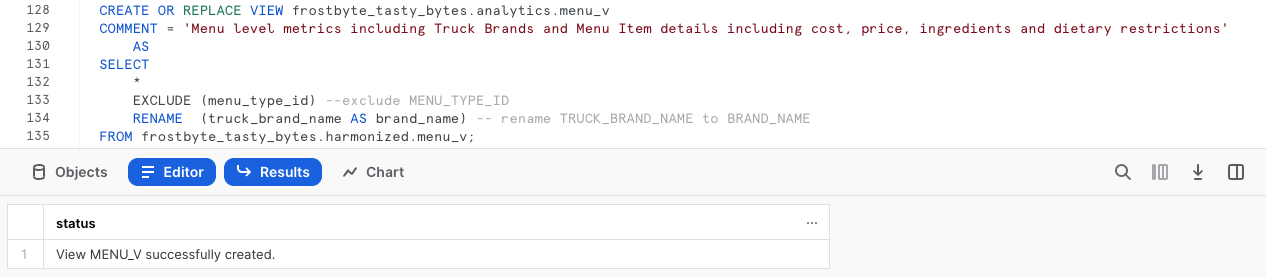 128 CREATE OR REPLACE VIEW frostbyte_tasty_bytes.analytics.menu_v
129 COMMENT = 'Menu level metrics including Truck Brands and Menu Item details including cost, price, ingredients and dietary restrictions'
130     AS
131 SELECT
132     *
133     EXCLUDE (menu_type_id) --exclude MENU_TYPE_ID
134     RENAME  (truck_brand_name AS brand_name) -- rename TRUCK_BRAND_NAME to BRAND_NAME
135 FROM frostbyte_tasty_bytes.harmonized.menu_v;
Objects Editor Results Chart
status ...
1 View MENU_V successfully created.